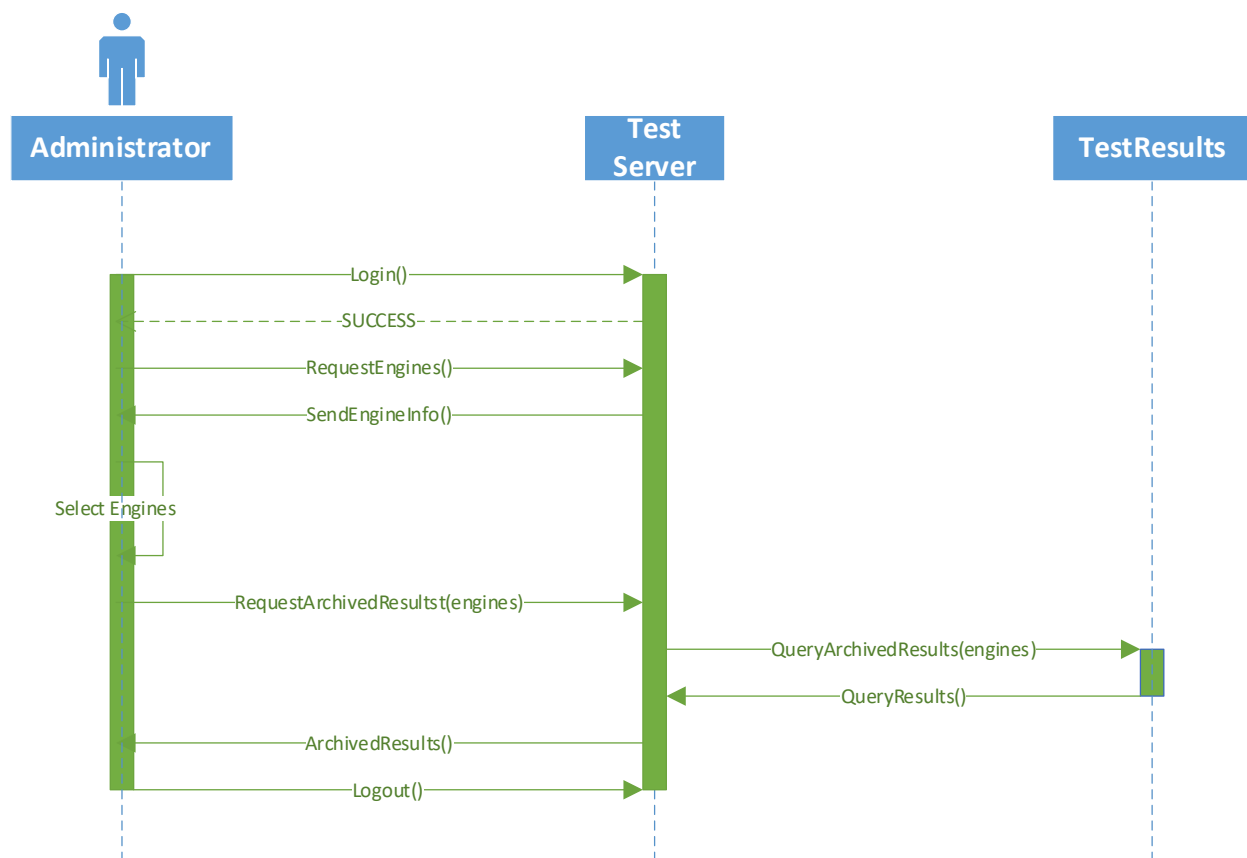 Administrator
Test
Server
TestResults
Login()
SUCCESS
RequestEngines()
SendEngineInfo()
Select Engines
RequestArchivedResultst(engines)
QueryArchivedResults(engines)
QueryResults()
ArchivedResults()
Logout()